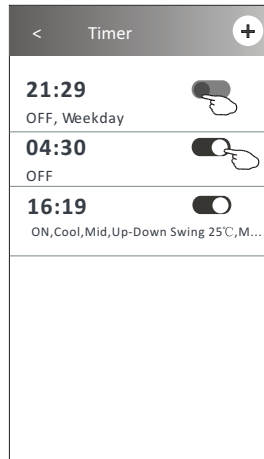 < Timer +
21:29
OFF, Weekday
04:30
OFF
16:19
ON,Cool,Mid,Up-Down Swing 25℃,M...